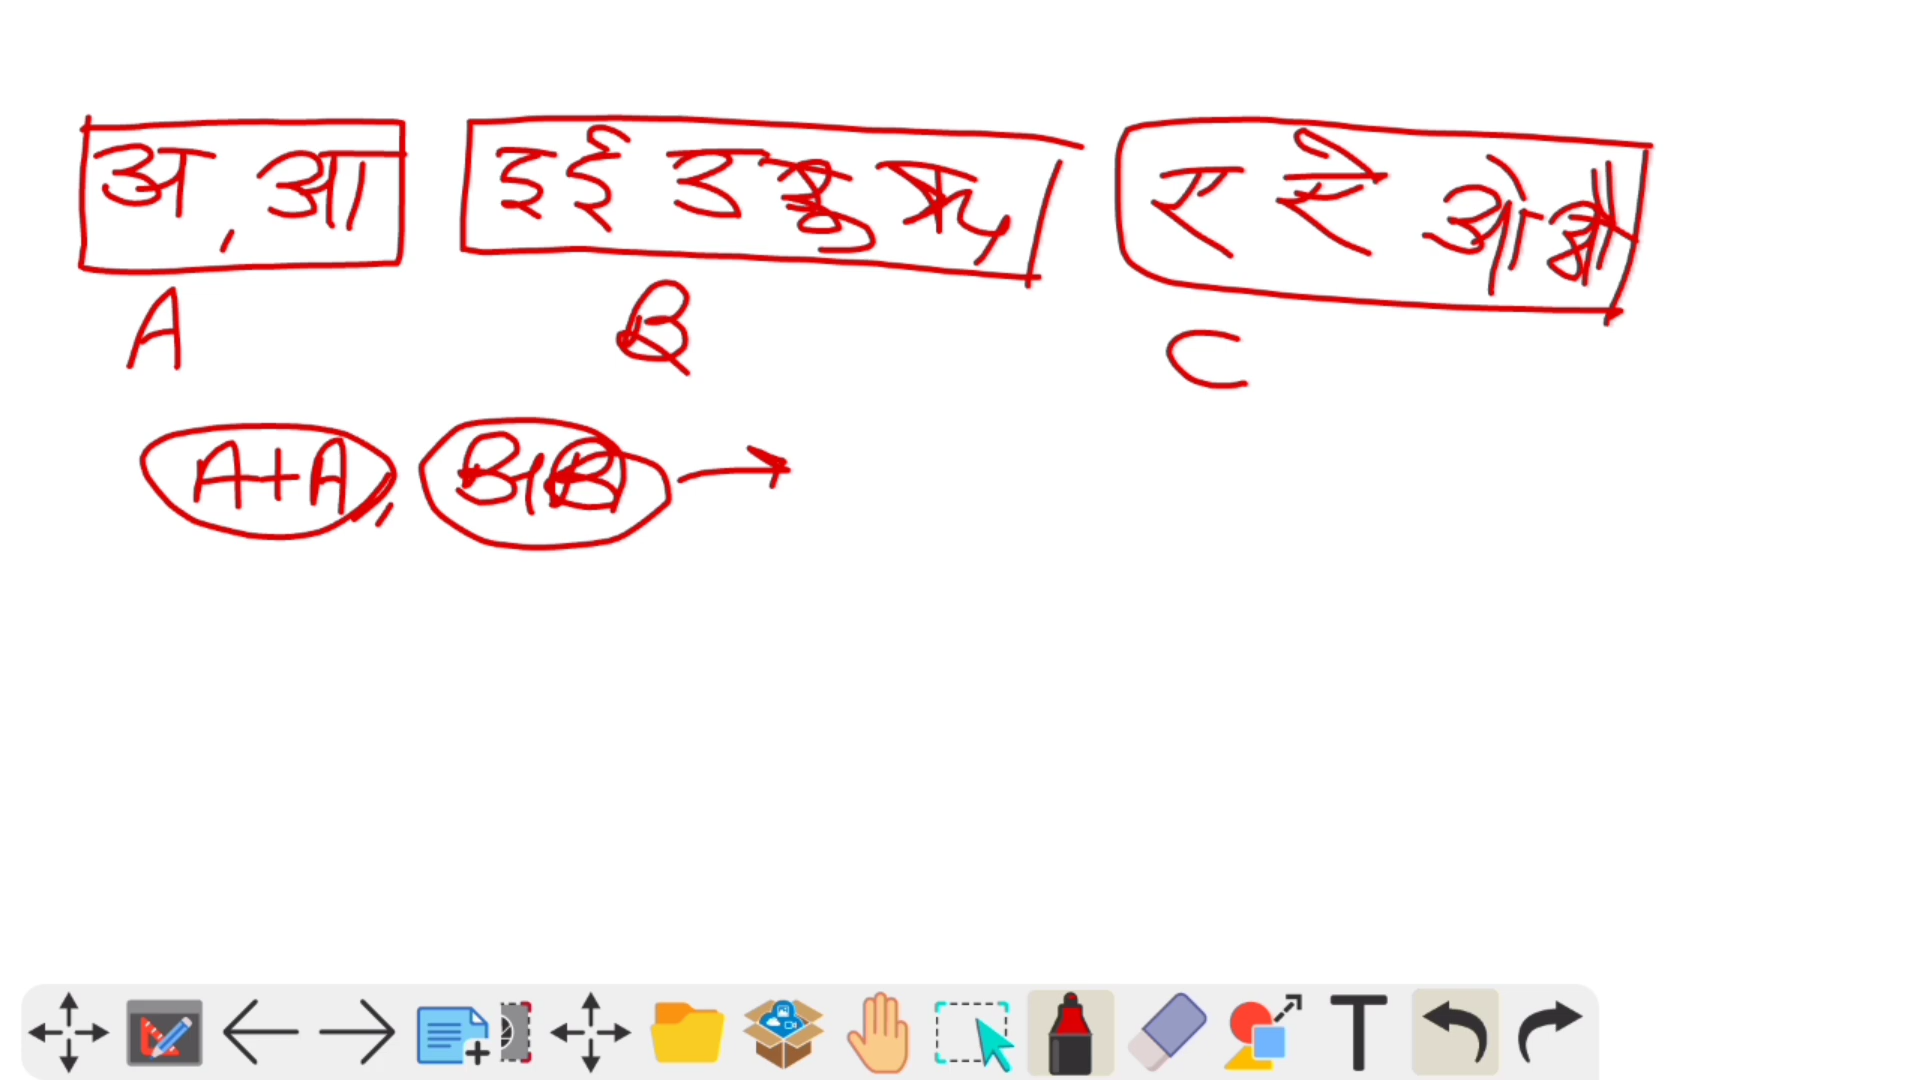 अ , आ इ ई उ ऊ ऋ ए ऐ ओ औ
A B C
A+A , B+B →